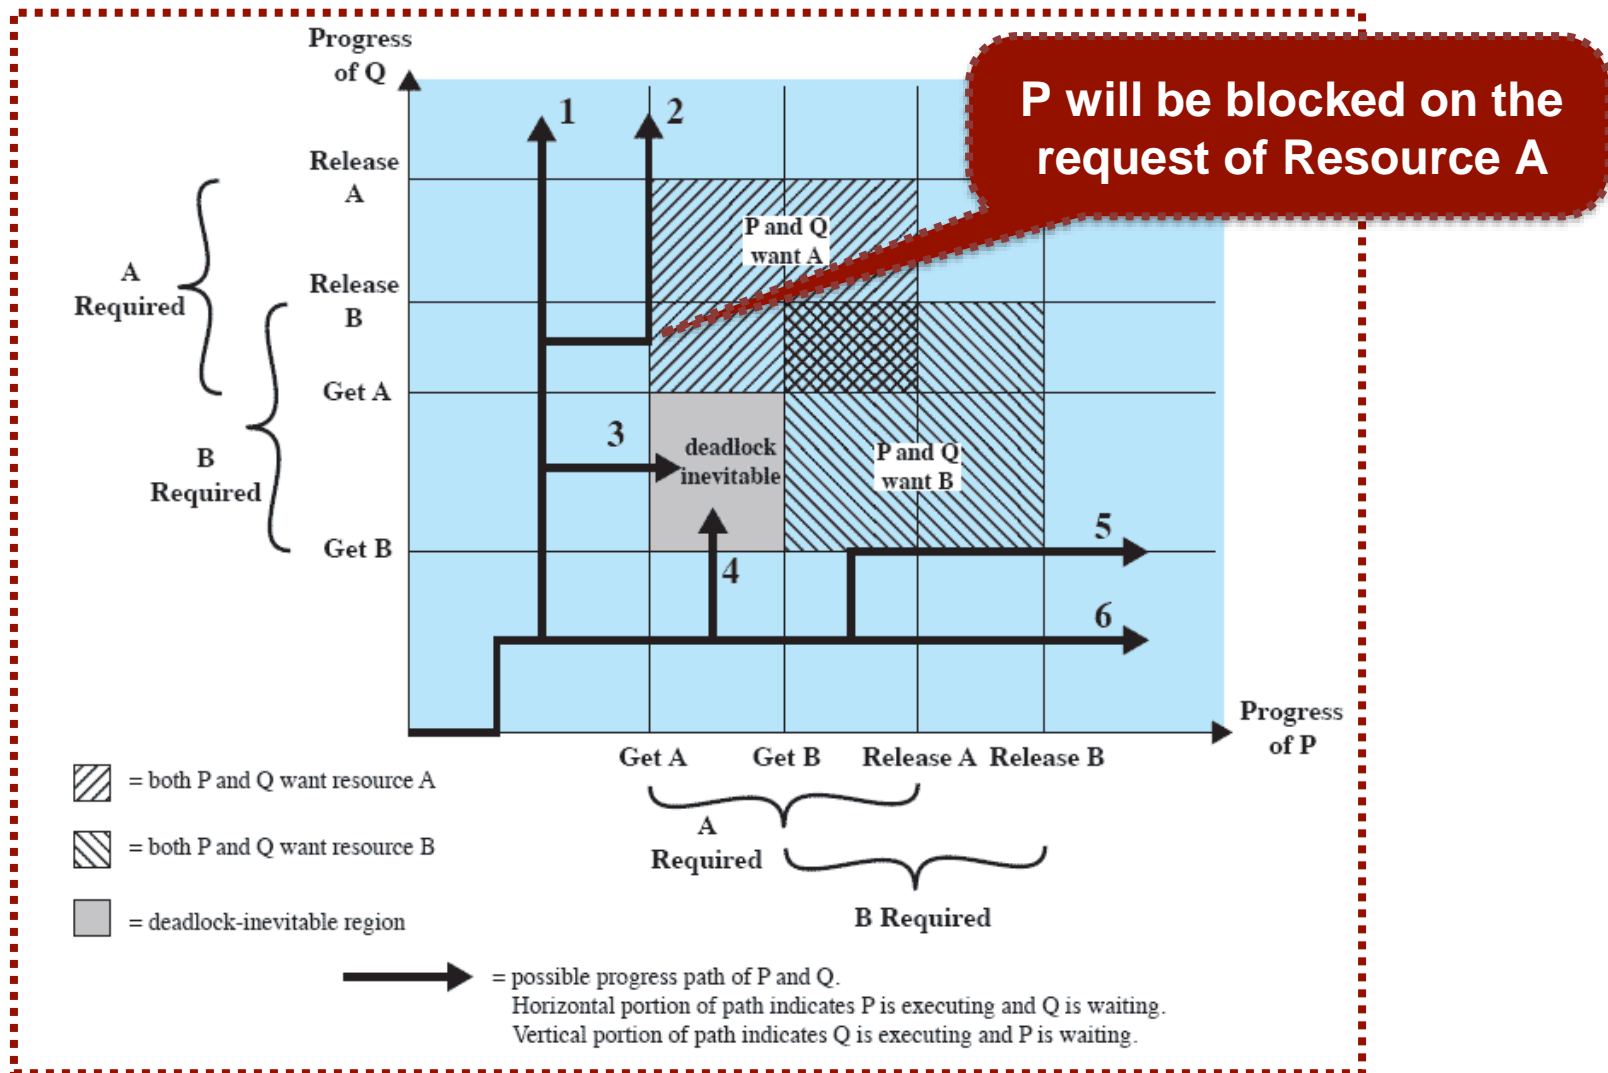 Progress
of Q
P will be blocked on the
request of Resource A
1
2
Release
A
P and Q
want A
A
Required
Release
B
Get A
3
deadlock
inevitable
P and Q
want B
B
Required
Get B
4
5
6
Progress
of P
Get A
Get B
Release A
Release B
= both P and Q want resource A
A
Required
= both P and Q want resource B
B Required
= deadlock-inevitable region
= possible progress path of P and Q.
Horizontal portion of path indicates P is executing and Q is waiting.
Vertical portion of path indicates Q is executing and P is waiting.